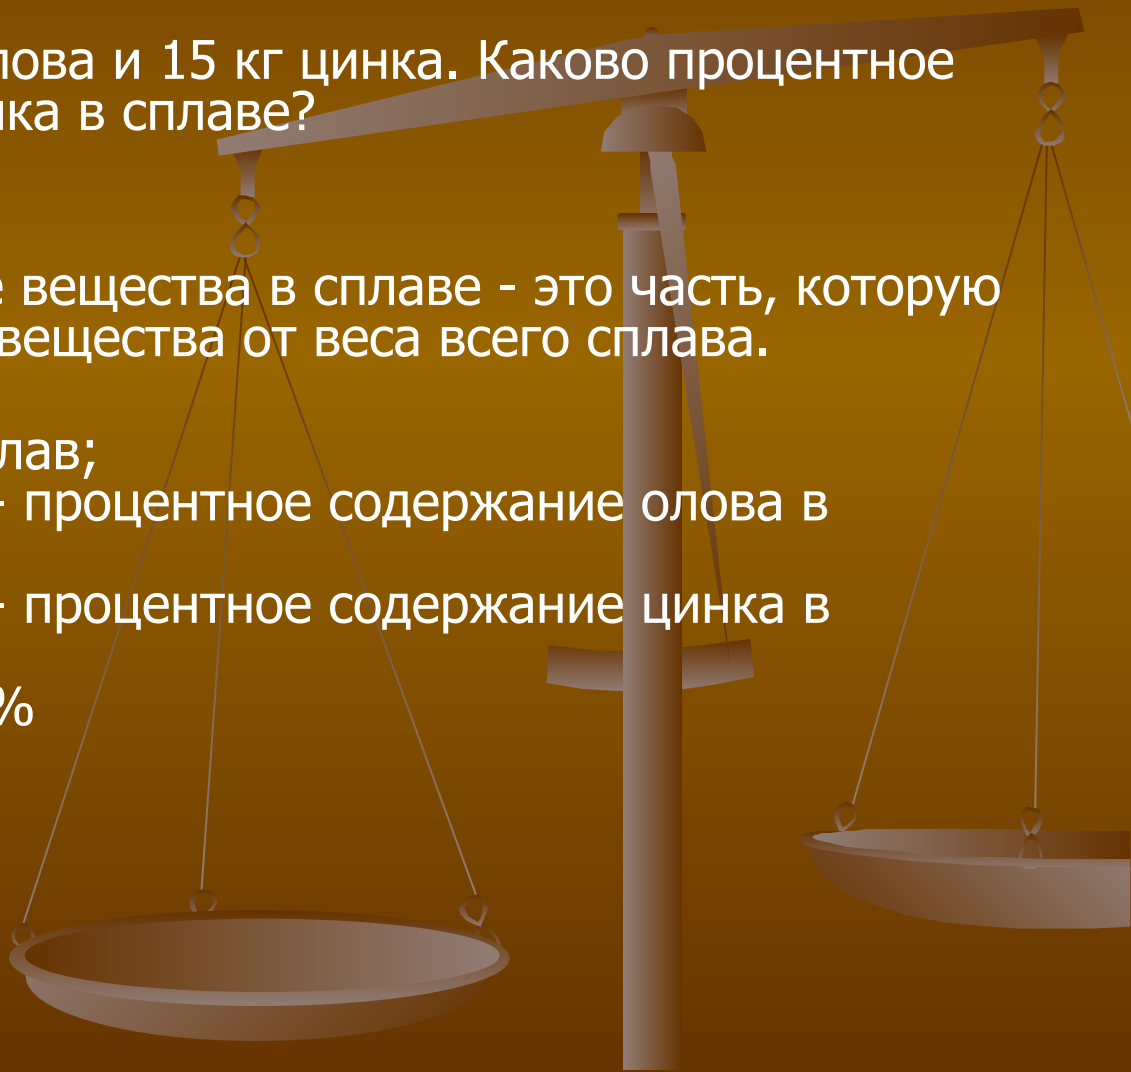 лова и 15 кг цинка. Каково процентное
нка в сплаве?
е вещества в сплаве - это часть, которую
вещества от веса всего сплава.
лав;
- процентное содержание олова в
- процентное содержание цинка в
%